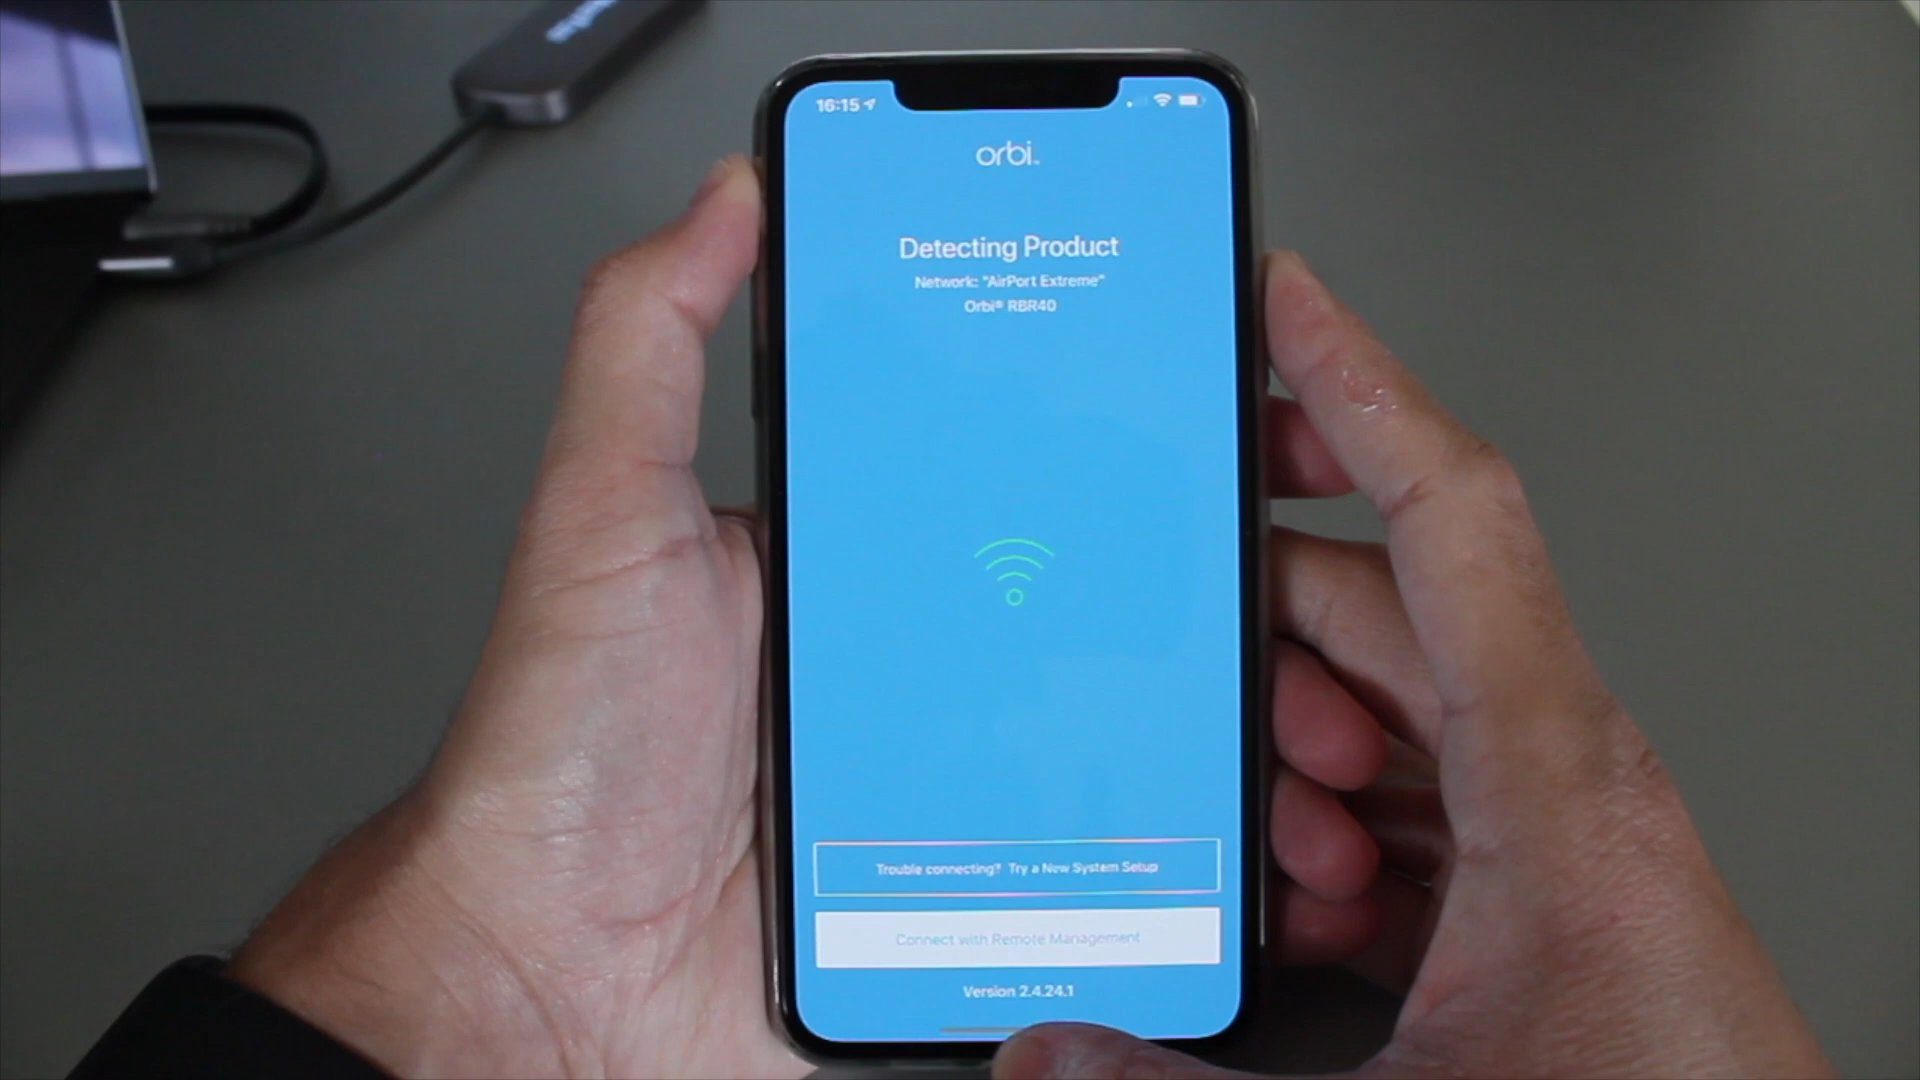 16:15
orbi™
Detecting Product
Network: "AirPort Extreme"
Orbi® RBR40
Trouble connecting? Try a New System Setup
Connect with Remote Management
Version 2.4.24.1